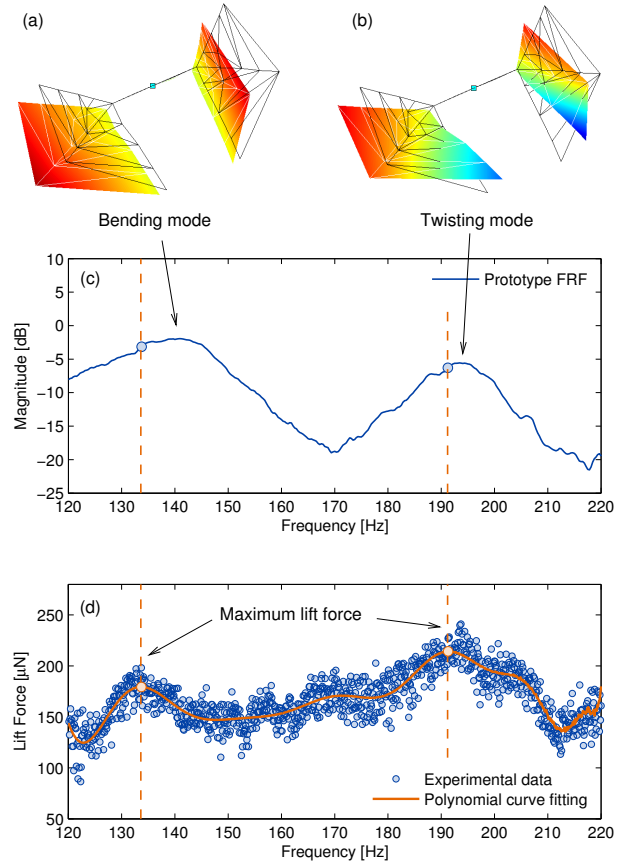 (a)
(b)
Bending mode
Twisting mode
(c)
Prototype FRF
10
5
0
−5
−10
−15
−20
−25
Magnitude [dB]
120 130 140 150 160 170 180 190 200 210 220
Frequency [Hz]
(d)
Maximum lift force
250
200
150
100
50
Lift Force [µN]
Experimental data
Polynomial curve fitting
120 130 140 150 160 170 180 190 200 210 220
Frequency [Hz]